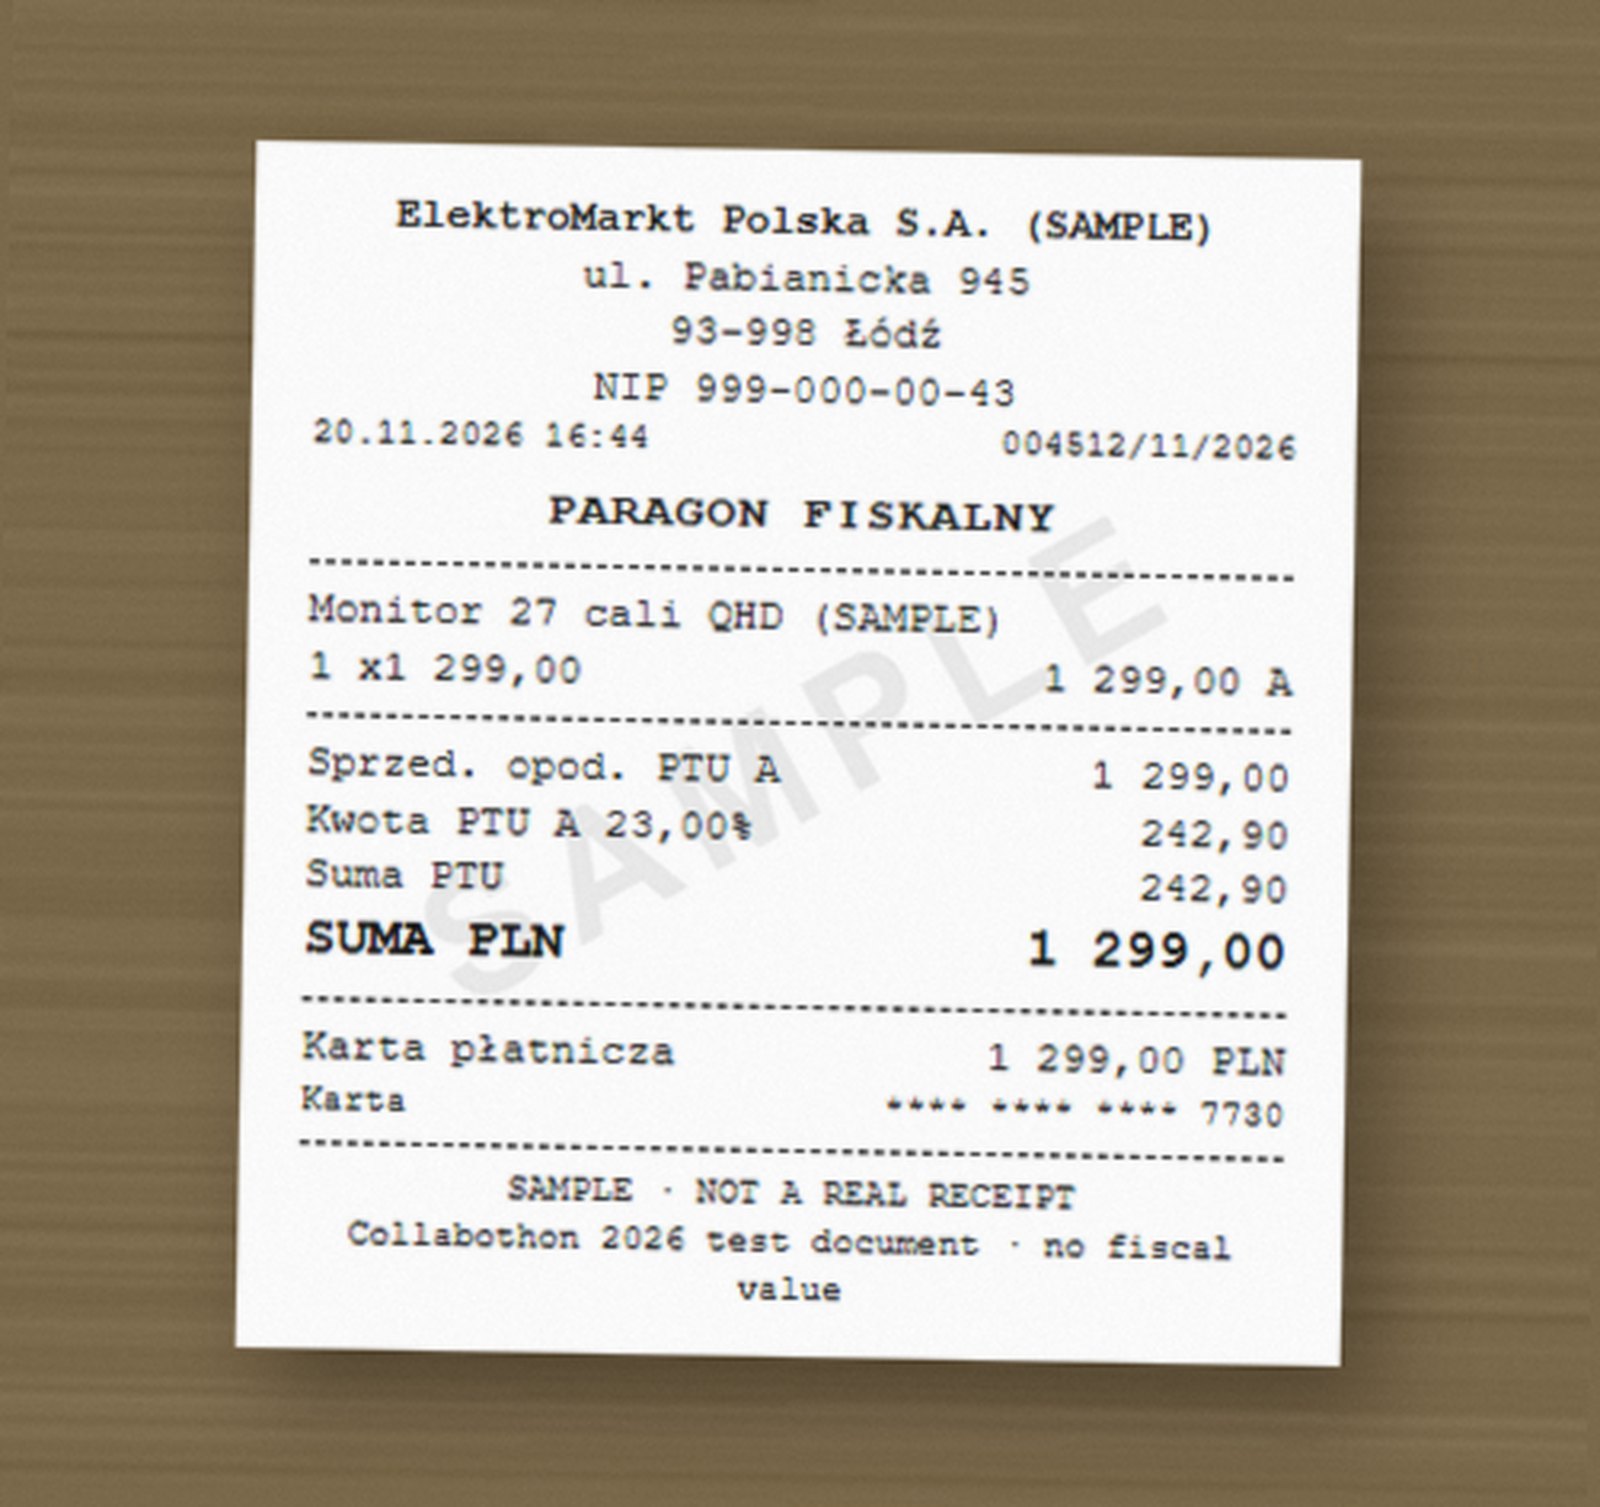 ElektroMarkt Polska S.A. (SAMPLE)
ul. Pabianicka 945
93-998 Łódź
NIP 999-000-00-43
20.11.2026 16:44 004512/11/2026
PARAGON FISKALNY
Monitor 27 cali QHD (SAMPLE)
1 x1 299,00 1 299,00 A
Sprzed. opod. PTU A 1 299,00
Kwota PTU A 23,00% 242,90
Suma PTU 242,90
SUMA PLN 1 299,00
Karta płatnicza 1 299,00 PLN
Karta **** **** **** 7730
SAMPLE · NOT A REAL RECEIPT
Collabothon 2026 test document · no fiscal
value
SAMPLE